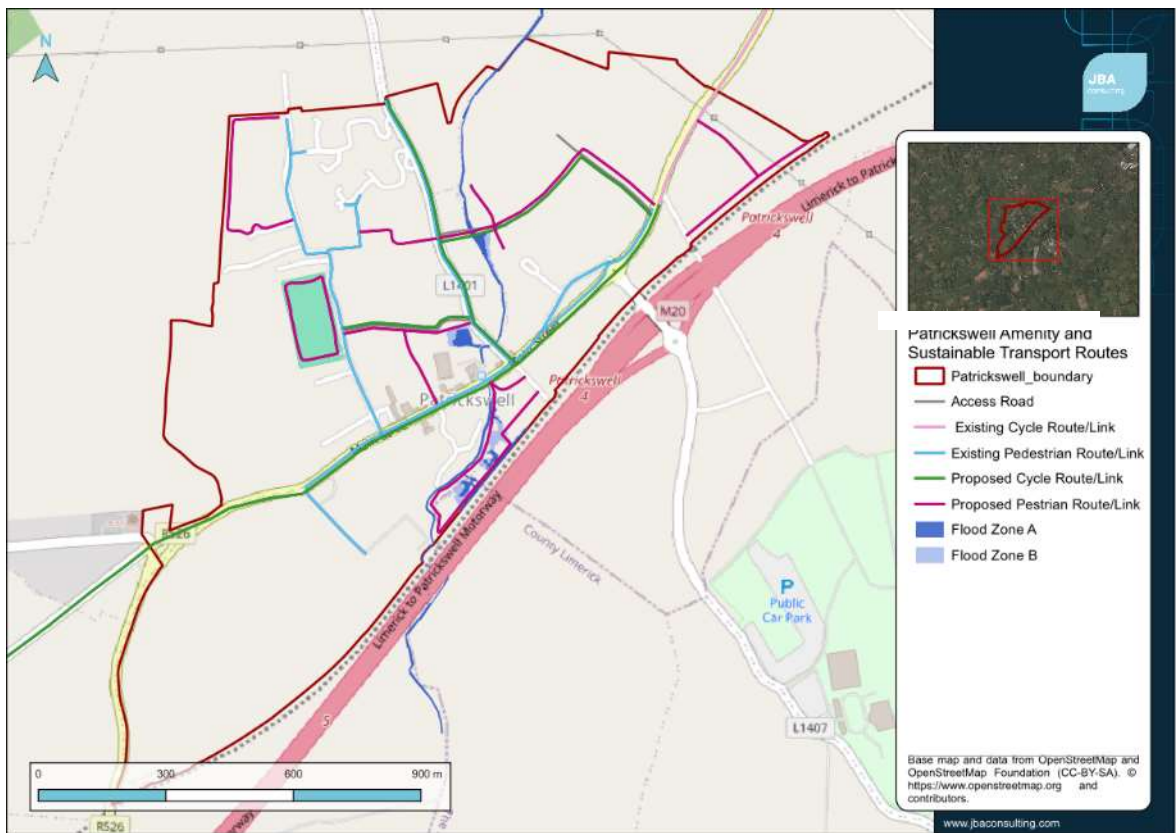 N
JBA
CONSULTING
Limerick to Patrick
Patrickswell
4
L1401
M20
Main Street
Patrickswell
4
Patrickswell
R526
Limerick to Patrickswell Motorway
County Limerick
P
Public
Car Park
5
L1407
0 300 600 900 m
R526
Patrickswell Amenity and
Sustainable Transport Routes
Patrickswell_boundary
Access Road
Existing Cycle Route/Link
Existing Pedestrian Route/Link
Proposed Cycle Route/Link
Proposed Pestrian Route/Link
Flood Zone A
Flood Zone B
Base map and data from OpenStreetMap and
OpenStreetMap Foundation (CC-BY-SA). ©
https://www.openstreetmap.org and
contributors.
www.jbaconsulting.com